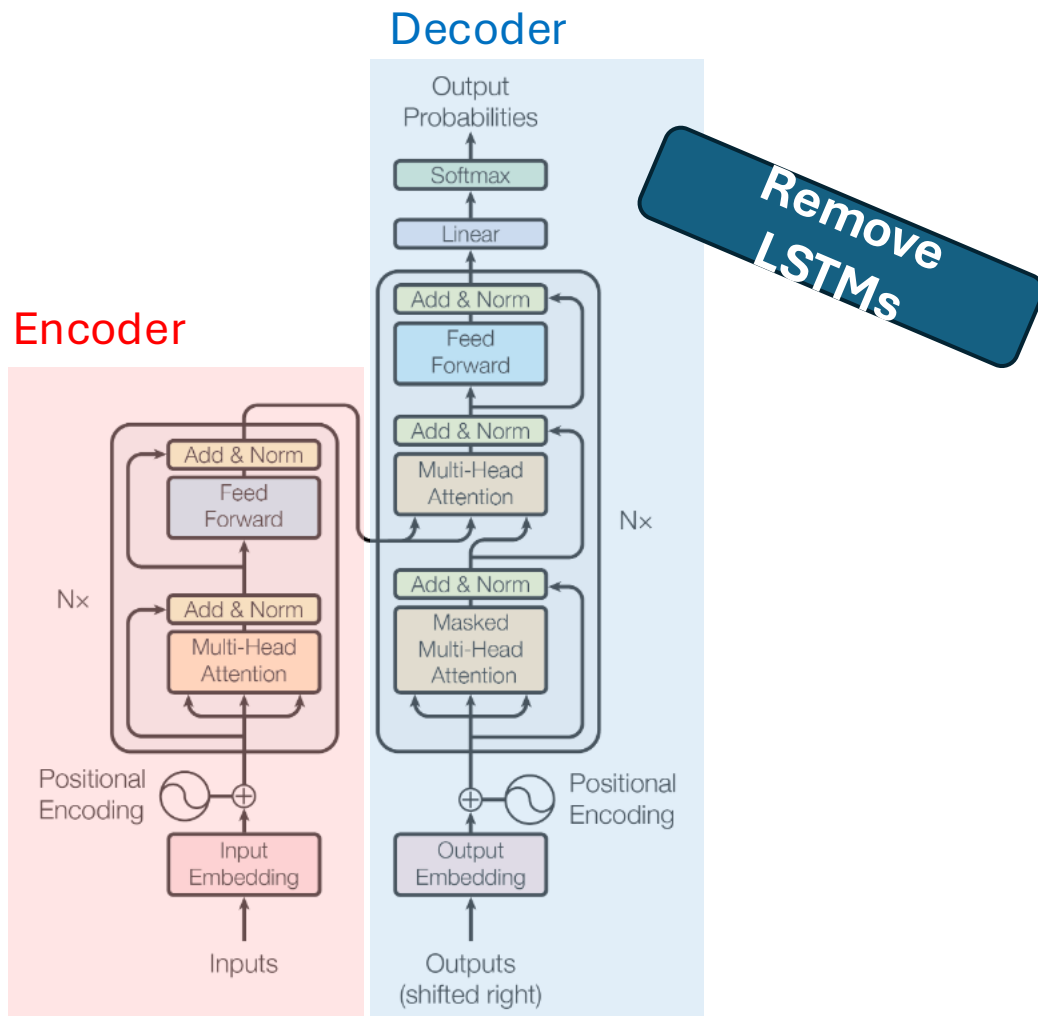 Decoder
Output
Probabilities
Softmax
Linear
Add & Norm
Feed
Forward
Add & Norm
Multi-Head
Attention
Nx
Add & Norm
Masked
Multi-Head
Attention
Positional
Encoding
Output
Embedding
Outputs
(shifted right)
Remove
LSTMs
Encoder
Add & Norm
Feed
Forward
Nx
Add & Norm
Multi-Head
Attention
Positional
Encoding
Input
Embedding
Inputs